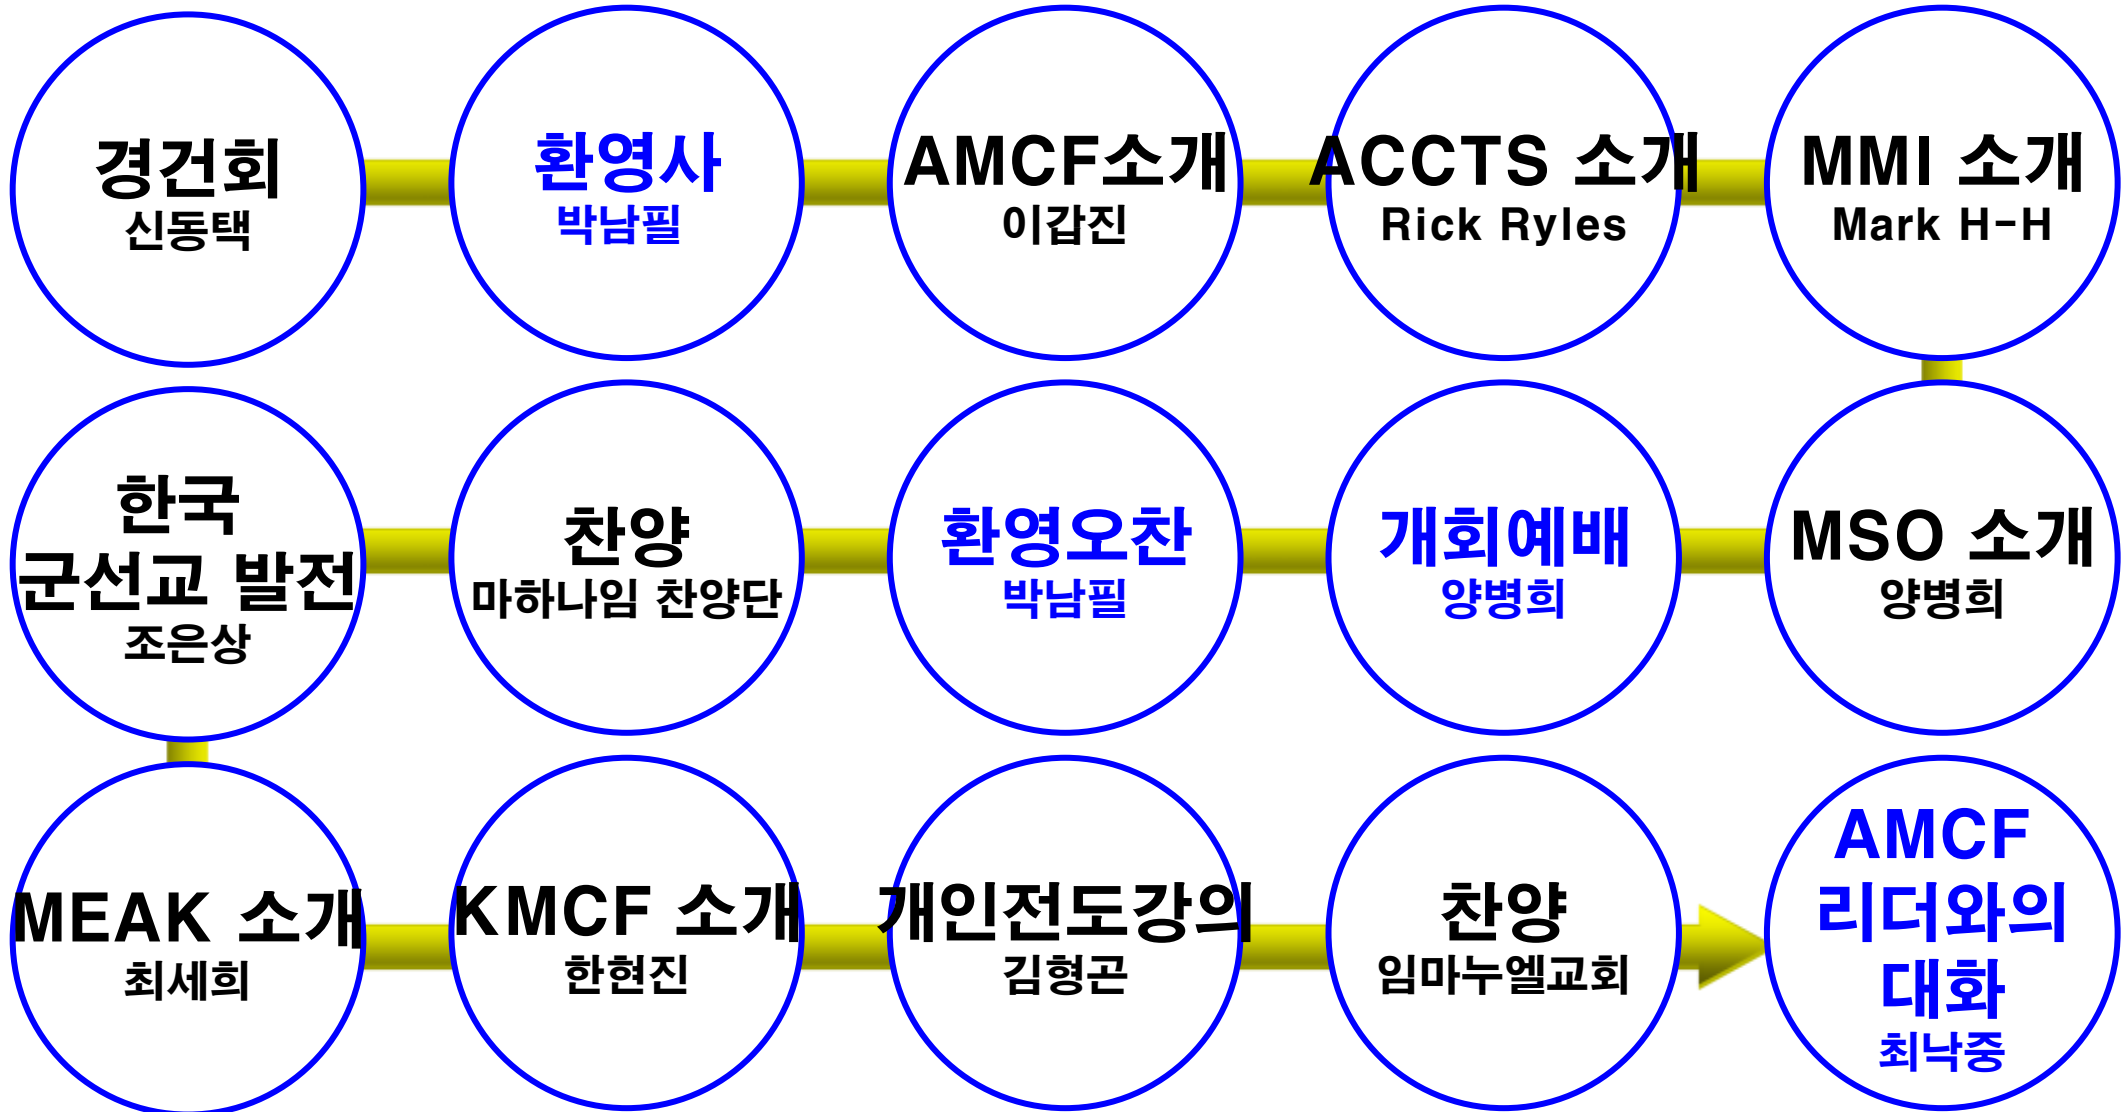 경건회
신동택
환영사
박남필
AMCF소개
이갑진
ACCTS 소개
Rick Ryles
MMI 소개
Mark H-H
한국
군선교 발전
조은상
찬양
마하나임 찬양단
환영오찬
박남필
개회예배
양병희
MSO 소개
양병희
MEAK 소개
최세희
KMCF 소개
한현진
개인전도강의
김형곤
찬양
임마누엘교회
AMCF
리더와의
대화
최낙중